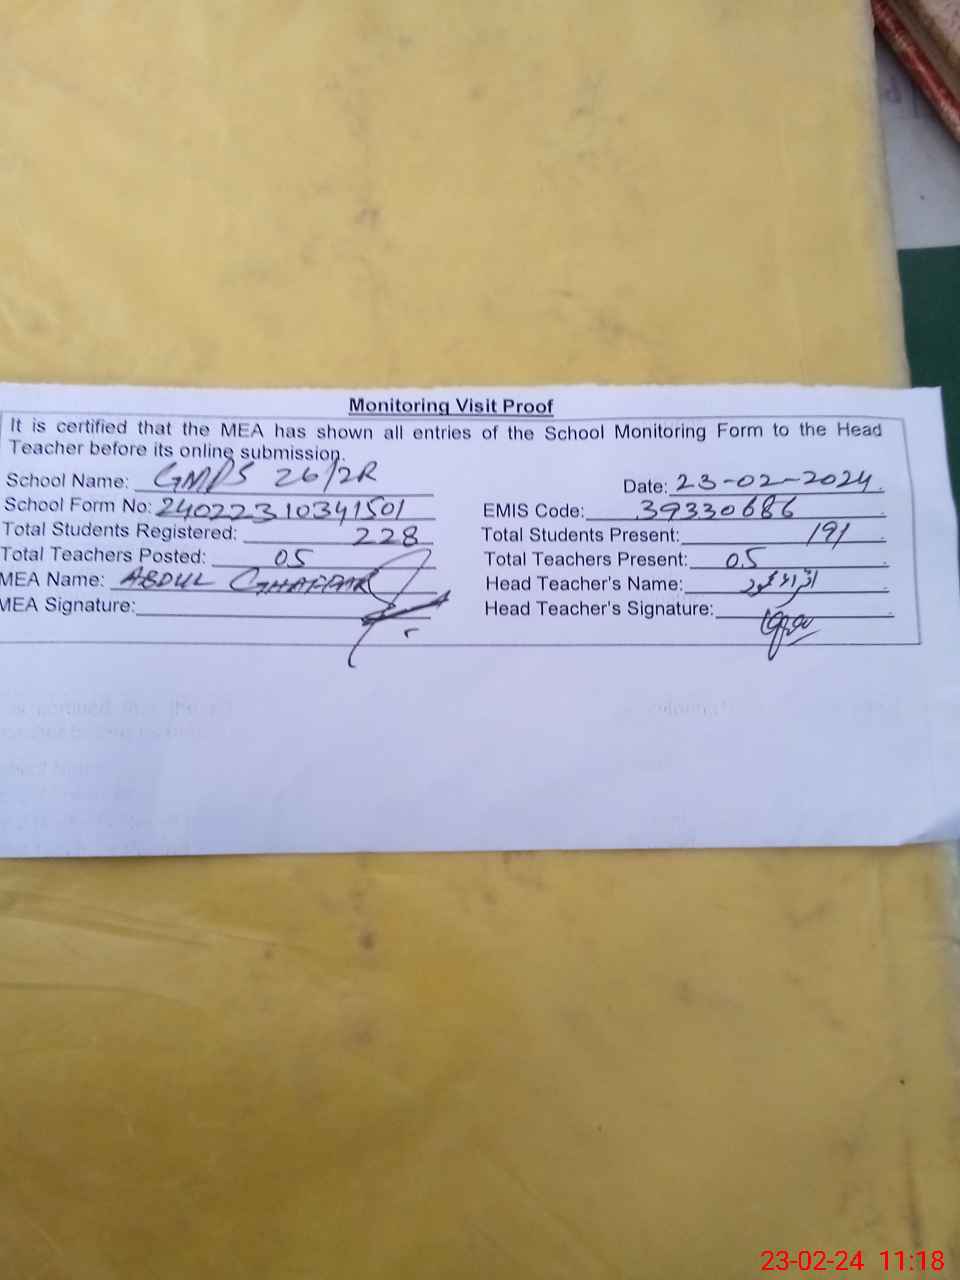 Monitoring Visit Proof
It is certified that the MEA has shown all entries of the School Monitoring Form to the Head
Teacher before its online submission.
School Name: GMPS 26/2R Date: 23-02-2024.
School Form No: 24022310341501 EMIS Code: 39330686
Total Students Registered: 228 Total Students Present: 191
Total Teachers Posted: 05 Total Teachers Present: 05
MEA Name: ABDUL GHAFFAR Head Teacher's Name:
MEA Signature: Head Teacher's Signature:
23-02-24 11:18